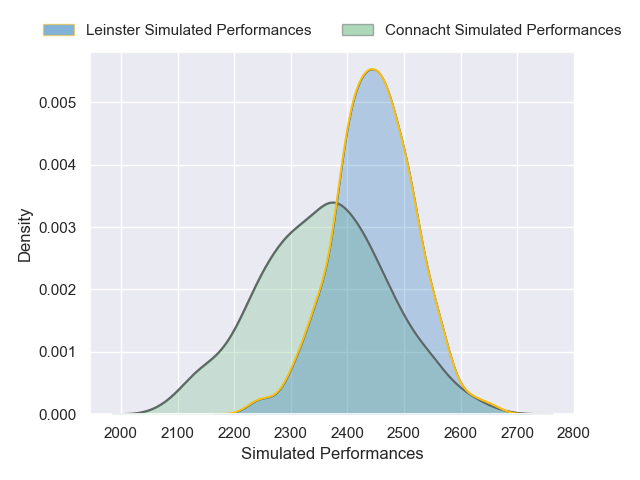 Leinster Simulated Performances
Connacht Simulated Performances
0.005
0.004
0.003
0.002
0.001
0.000
Density
2000 2100 2200 2300 2400 2500 2600 2700 2800
Simulated Performances